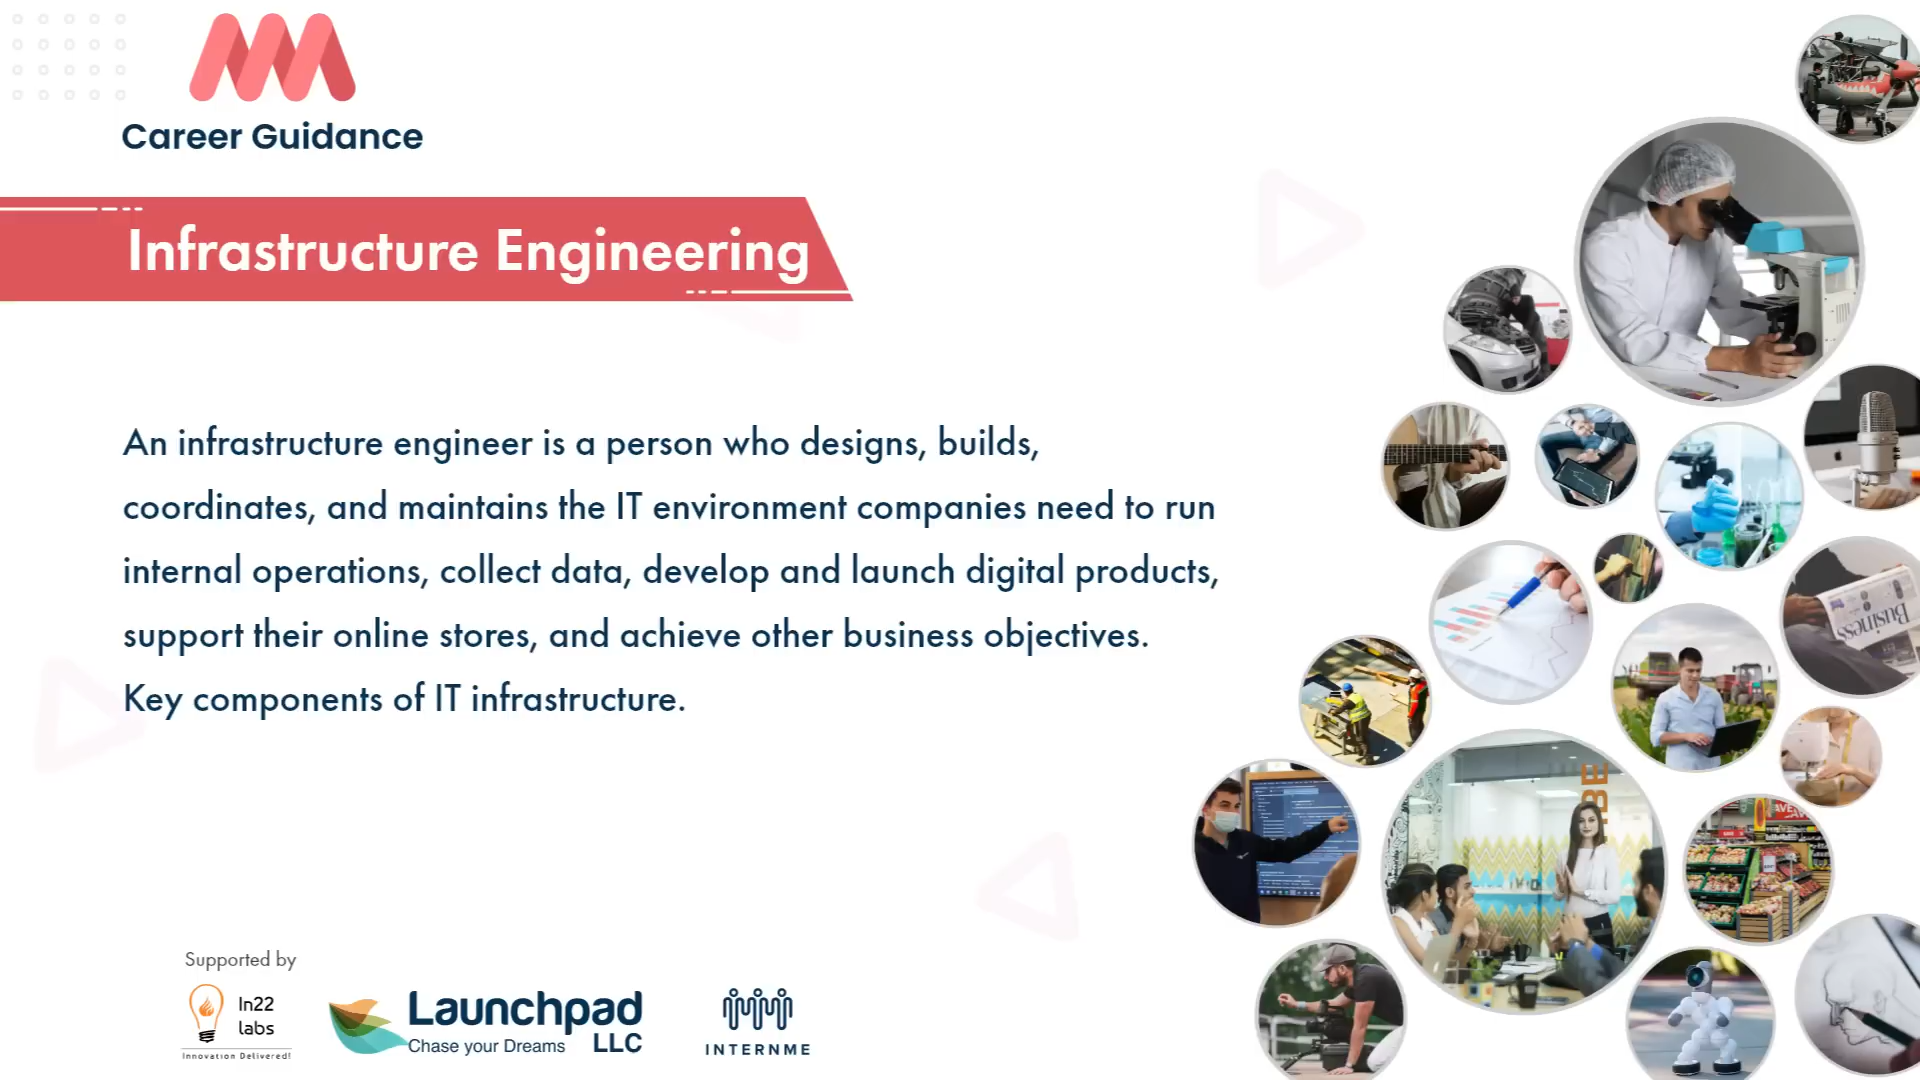 Career Guidance
Infrastructure Engineering
An infrastructure engineer is a person who designs, builds,
coordinates, and maintains the IT environment companies need to run
internal operations, collect data, develop and launch digital products,
support their online stores, and achieve other business objectives.
Key components of IT infrastructure.
Supported by
In22
labs
Innovation Delivered!
Launchpad
Chase your Dreams LLC
INTERNME
Business